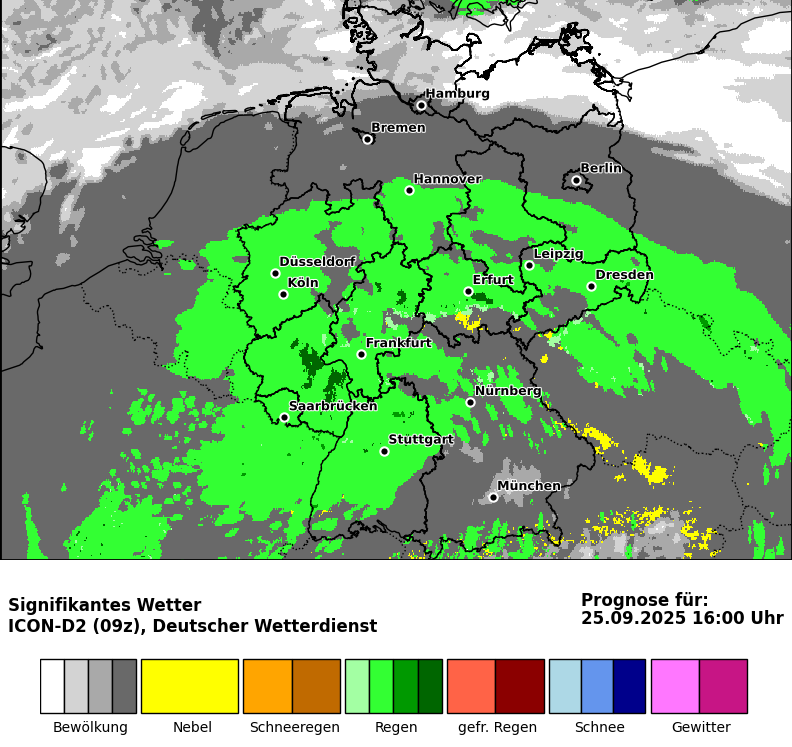 Hamburg
Bremen
Berlin
Hannover
Leipzig
Düsseldorf
Dresden
Köln
Erfurt
Frankfurt
Nürnberg
Saarbrücken
Stuttgart
München
Signifikantes Wetter
ICON-D2 (09z), Deutscher Wetterdienst
Prognose für:
25.09.2025 16:00 Uhr
Bewölkung Nebel Schneeregen Regen gefr. Regen Schnee Gewitter